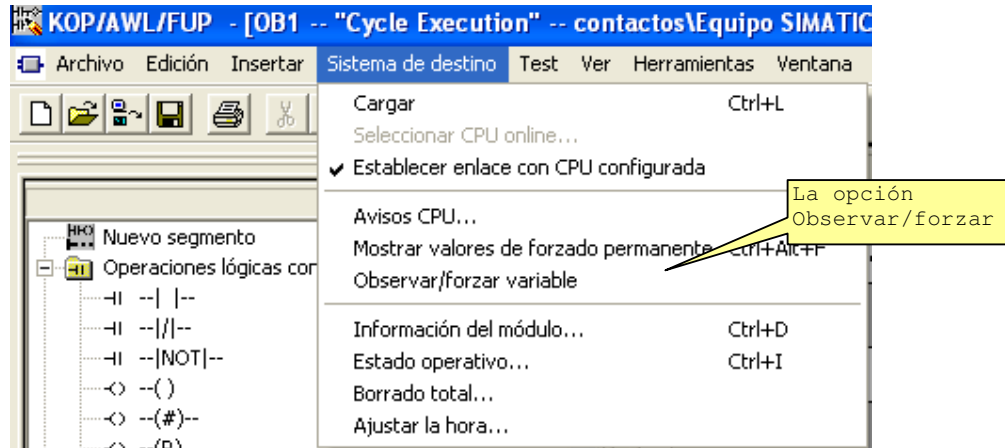 KOP/AWL/FUP - [OB1 -- "Cycle Execution" -- contactos\Equipo SIMATIC
Archivo Edición Insertar Sistema de destino Test Ver Herramientas Ventana
Cargar Ctrl+L
Seleccionar CPU online...
Establecer enlace con CPU configurada
Avisos CPU...
Mostrar valores de forzado permanente Ctrl+Alt+F
Observar/forzar variable
Información del módulo... Ctrl+D
Estado operativo... Ctrl+I
Borrado total...
Ajustar la hora...
La opción
Observar/forzar
Nuevo segmento
Operaciones lógicas con
--| |--
--|/|--
--|NOT|--
--( )
--(#)--
--(R)